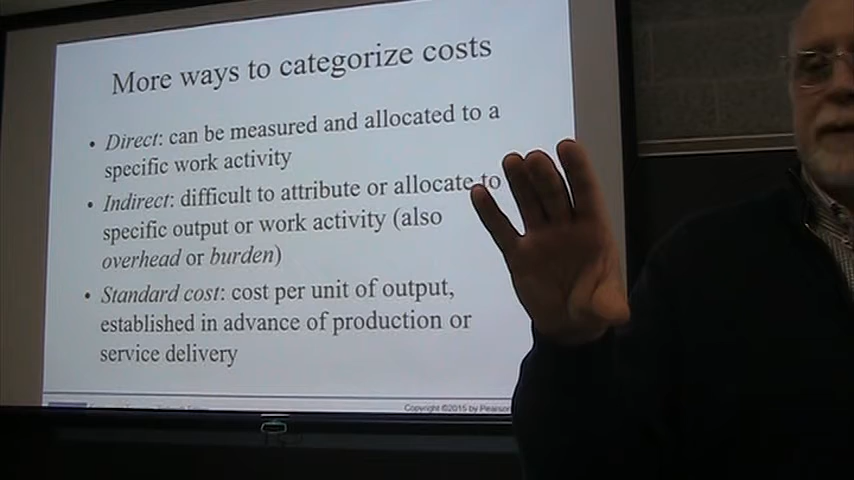 More ways to categorize costs
• Direct: can be measured and allocated to a
specific work activity
• Indirect: difficult to attribute or allocate to
specific output or work activity (also
overhead or burden)
• Standard cost: cost per unit of output,
established in advance of production or
service delivery
Copyright ©2015 by Pearson